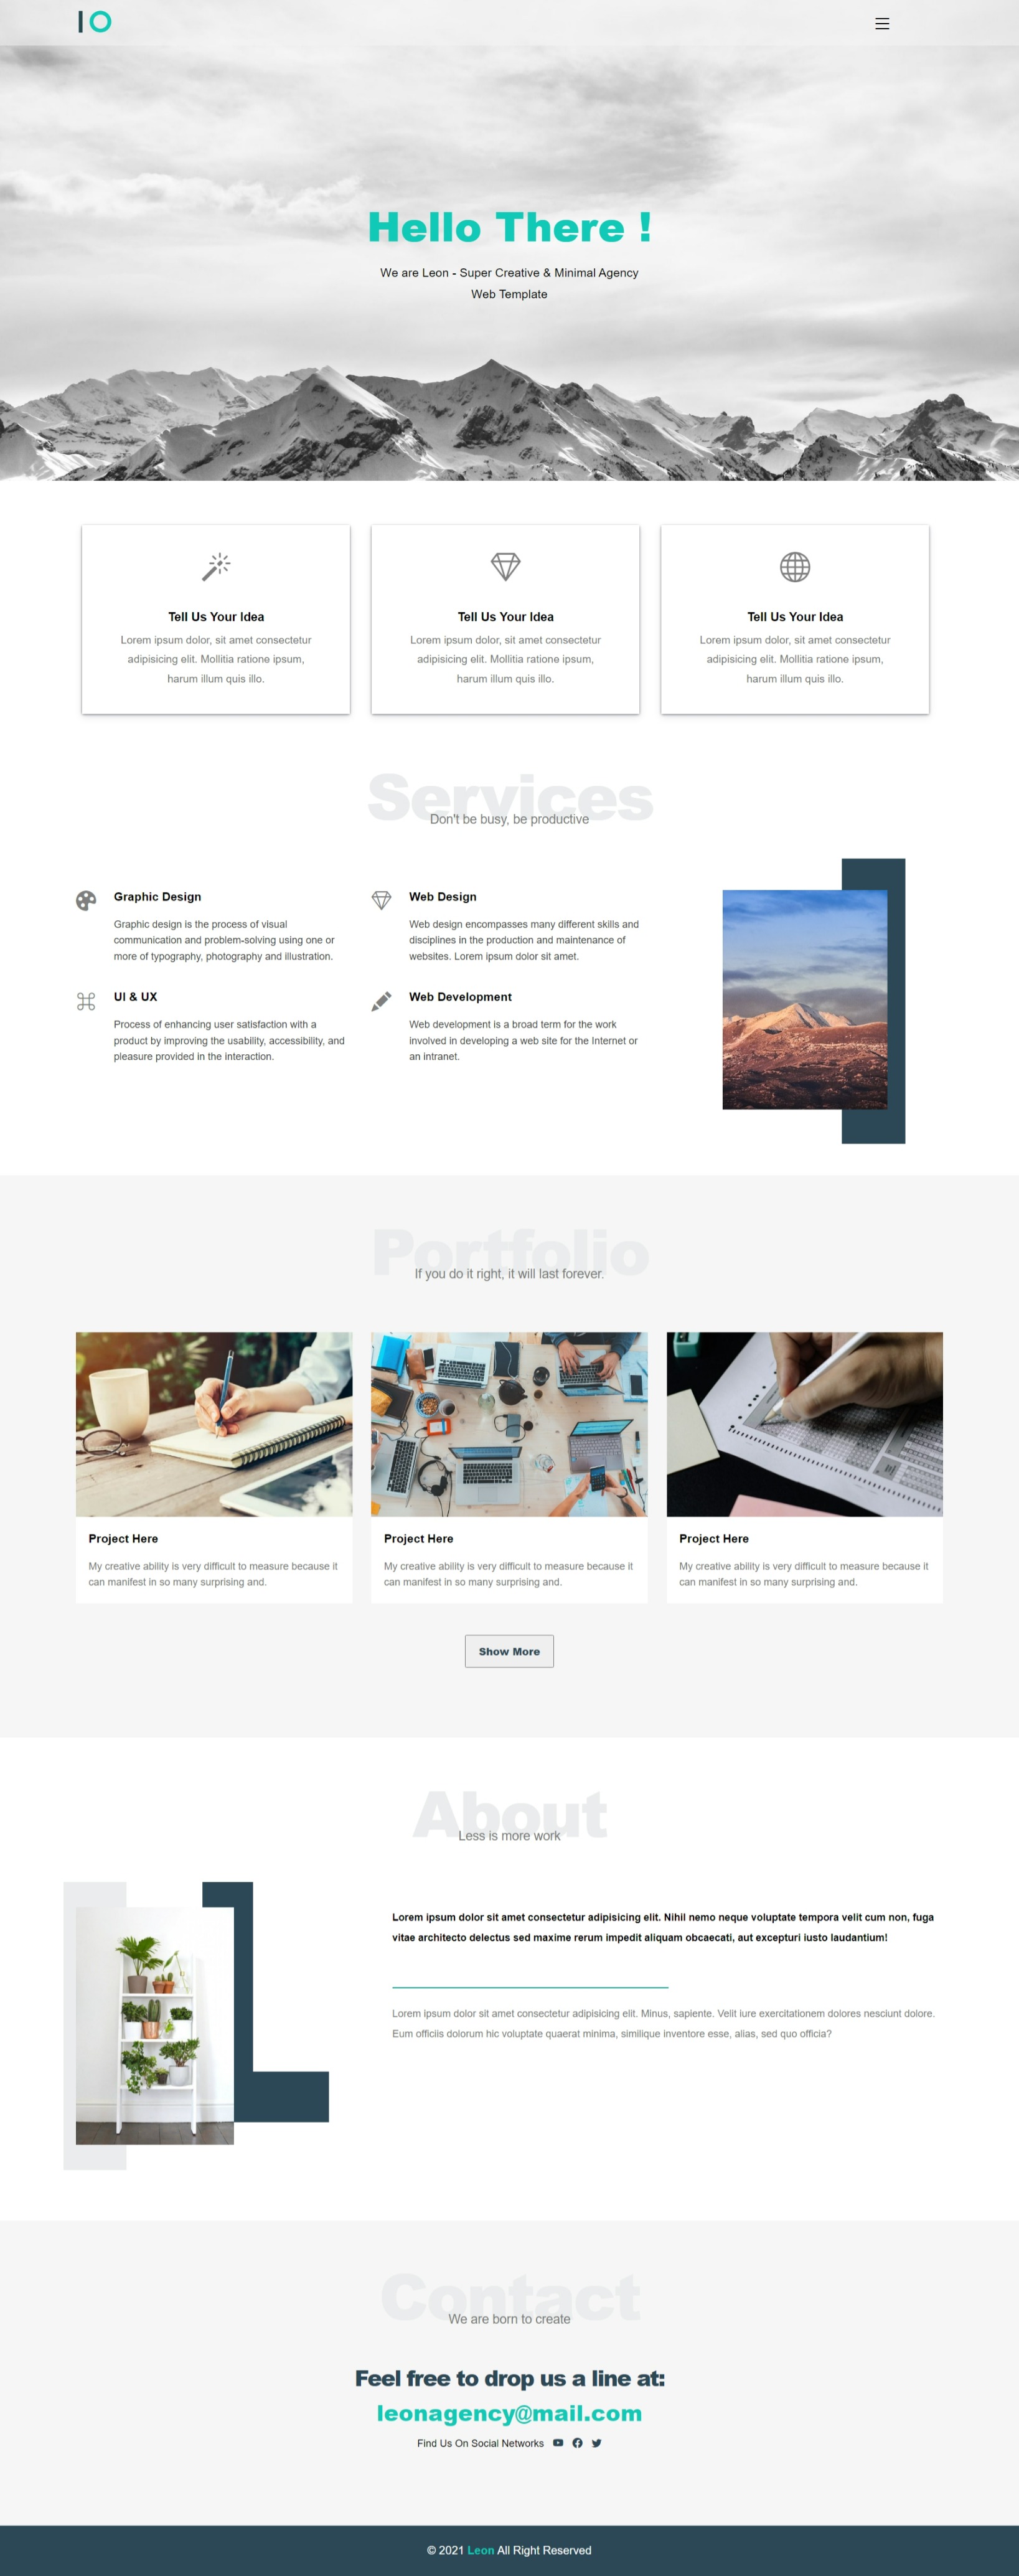 IO
Hello There !
We are Leon - Super Creative & Minimal Agency
Web Template
Tell Us Your Idea
Lorem ipsum dolor, sit amet consectetur
adipisicing elit. Mollitia ratione ipsum,
harum illum quis illo.
Tell Us Your Idea
Lorem ipsum dolor, sit amet consectetur
adipisicing elit. Mollitia ratione ipsum,
harum illum quis illo.
Tell Us Your Idea
Lorem ipsum dolor, sit amet consectetur
adipisicing elit. Mollitia ratione ipsum,
harum illum quis illo.
Services
Don't be busy, be productive
Graphic Design
Graphic design is the process of visual
communication and problem-solving using one or
more of typography, photography and illustration.
Web Design
Web design encompasses many different skills and
disciplines in the production and maintenance of
websites. Lorem ipsum dolor sit amet.
UI & UX
Process of enhancing user satisfaction with a
product by improving the usability, accessibility, and
pleasure provided in the interaction.
Web Development
Web development is a broad term for the work
involved in developing a web site for the Internet or
an intranet.
Portfolio
If you do it right, it will last forever.
Project Here
My creative ability is very difficult to measure because it
can manifest in so many surprising and.
Project Here
My creative ability is very difficult to measure because it
can manifest in so many surprising and.
Project Here
My creative ability is very difficult to measure because it
can manifest in so many surprising and.
Show More
About
Less is more work
Lorem ipsum dolor sit amet consectetur adipisicing elit. Nihil nemo neque voluptate tempora velit cum non, fuga
vitae architecto delectus sed maxime rerum impedit aliquam obcaecati, aut excepturi iusto laudantium!
Lorem ipsum dolor sit amet consectetur adipisicing elit. Minus, sapiente. Velit iure exercitationem dolores nesciunt dolore.
Eum officiis dolorum hic voluptate quaerat minima, similique inventore esse, alias, sed quo officia?
Contact
We are born to create
Feel free to drop us a line at:
leonagency@mail.com
Find Us On Social Networks
© 2021 Leon All Right Reserved